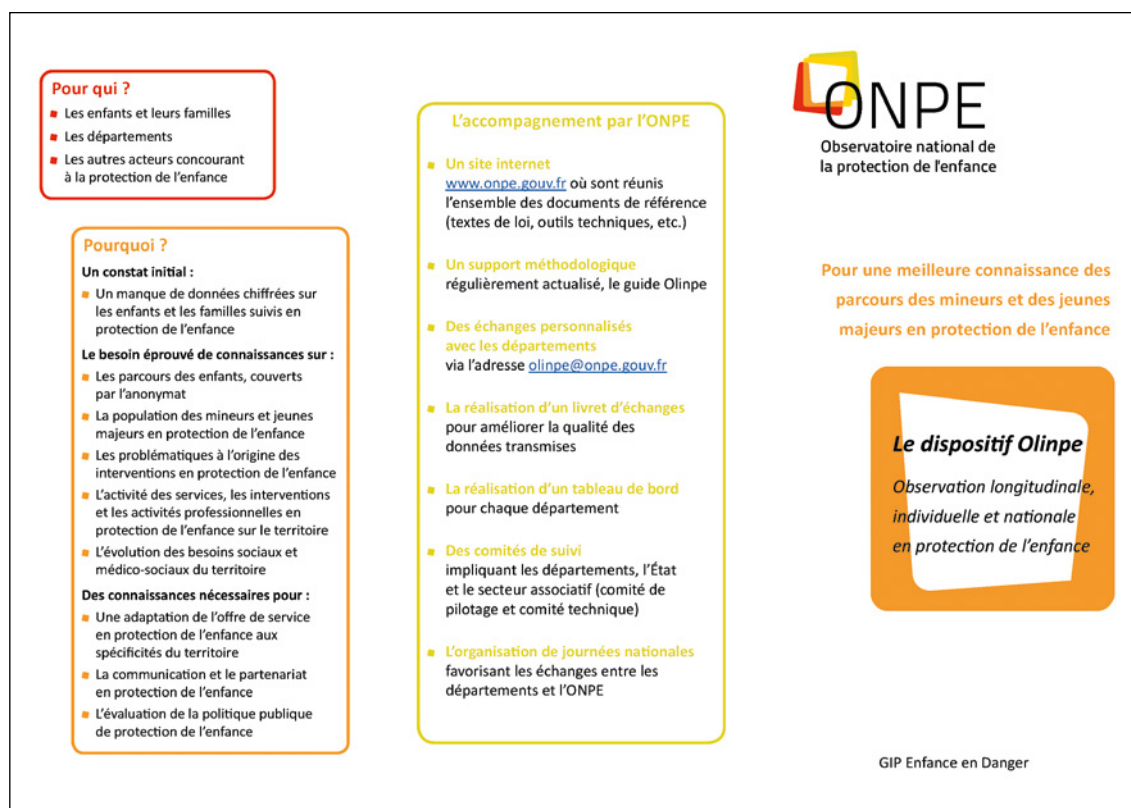 Pour qui ?
Les enfants et leurs familles
Les départements
Les autres acteurs concourant
à la protection de l'enfance
Pourquoi ?
Un constat initial :
Un manque de données chiffrées sur
les enfants et les familles suivis en
protection de l'enfance
Le besoin éprouvé de connaissances sur :
Les parcours des enfants, couverts
par l'anonymat
La population des mineurs et jeunes
majeurs en protection de l'enfance
Les problématiques à l'origine des
interventions en protection de l'enfance
L'activité des services, les interventions
et les activités professionnelles en
protection de l'enfance sur le territoire
L'évolution des besoins sociaux et
médico-sociaux du territoire
Des connaissances nécessaires pour :
Une adaptation de l'offre de service
en protection de l'enfance aux
spécificités du territoire
La communication et le partenariat
en protection de l'enfance
L'évaluation de la politique publique
de protection de l'enfance
L'accompagnement par l'ONPE
Un site internet
www.onpe.gouv.fr où sont réunis
l'ensemble des documents de référence
(textes de loi, outils techniques, etc.)
Un support méthodologique
régulièrement actualisé, le guide Olinpe
Des échanges personnalisés
avec les départements
via l'adresse olinpe@onpe.gouv.fr
La réalisation d'un livret d'échanges
pour améliorer la qualité des
données transmises
La réalisation d'un tableau de bord
pour chaque département
Des comités de suivi
impliquant les départements, l'État
et le secteur associatif (comité de
pilotage et comité technique)
L'organisation de journées nationales
favorisant les échanges entre les
départements et l'ONPE
ONPE
Observatoire national de
la protection de l'enfance
Pour une meilleure connaissance des
parcours des mineurs et des jeunes
majeurs en protection de l'enfance
Le dispositif Olinpe
Observation longitudinale,
individuelle et nationale
en protection de l'enfance
GIP Enfance en Danger